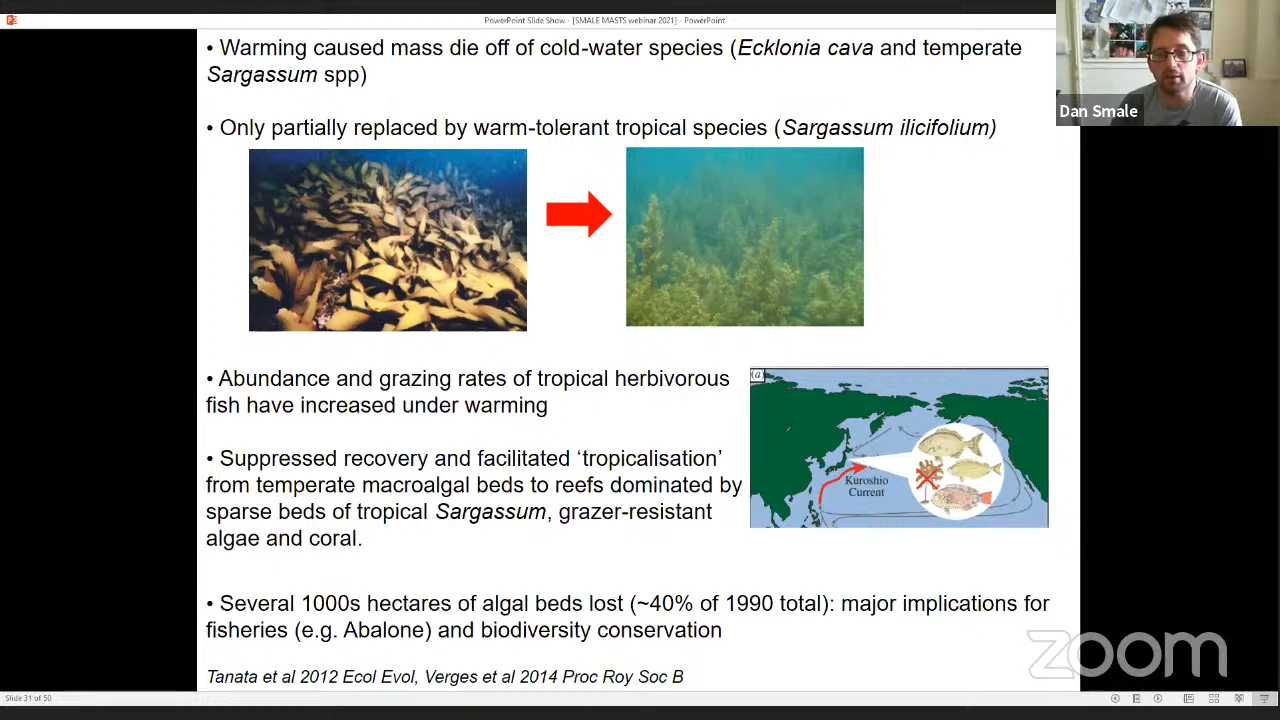 PowerPoint Slide Show - [SMALE MASTS webinar 2021] - PowerPoint
• Warming caused mass die off of cold-water species (Ecklonia cava and temperate
Sargassum spp)
Dan Smale
• Only partially replaced by warm-tolerant tropical species (Sargassum ilicifolium)
• Abundance and grazing rates of tropical herbivorous
fish have increased under warming
(a)
• Suppressed recovery and facilitated ‘tropicalisation’
from temperate macroalgal beds to reefs dominated by
sparse beds of tropical Sargassum, grazer-resistant
algae and coral.
Kuroshio
Current
• Several 1000s hectares of algal beds lost (~40% of 1990 total): major implications for
fisheries (e.g. Abalone) and biodiversity conservation
zoom
Tanata et al 2012 Ecol Evol, Verges et al 2014 Proc Roy Soc B
Slide 31 of 50